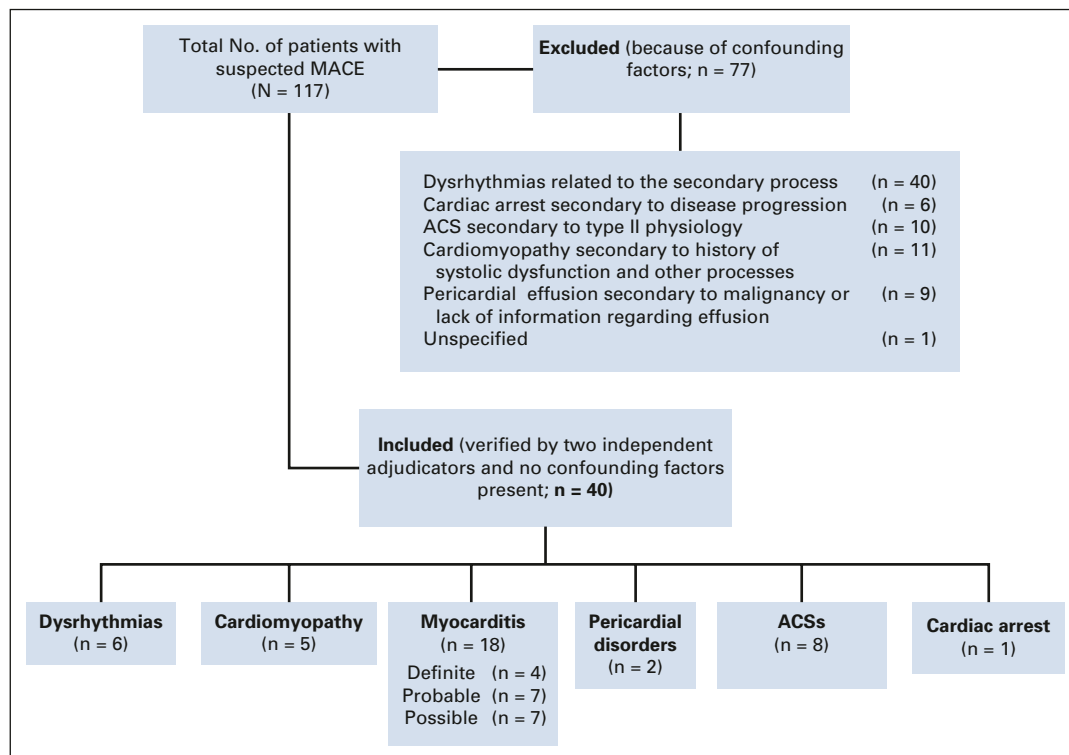 Total No. of patients with
suspected MACE
(N = 117)
Excluded (because of confounding
factors; n = 77)
Dysrhythmias related to the secondary process (n = 40)
Cardiac arrest secondary to disease progression (n = 6)
ACS secondary to type II physiology (n = 10)
Cardiomyopathy secondary to history of (n = 11)
systolic dysfunction and other processes
Pericardial effusion secondary to malignancy or (n = 9)
lack of information regarding effusion
Unspecified (n = 1)
Included (verified by two independent
adjudicators and no confounding factors
present; n = 40)
Dysrhythmias
(n = 6)
Cardiomyopathy
(n = 5)
Myocarditis
(n = 18)
Definite (n = 4)
Probable (n = 7)
Possible (n = 7)
Pericardial
disorders
(n = 2)
ACSs
(n = 8)
Cardiac arrest
(n = 1)